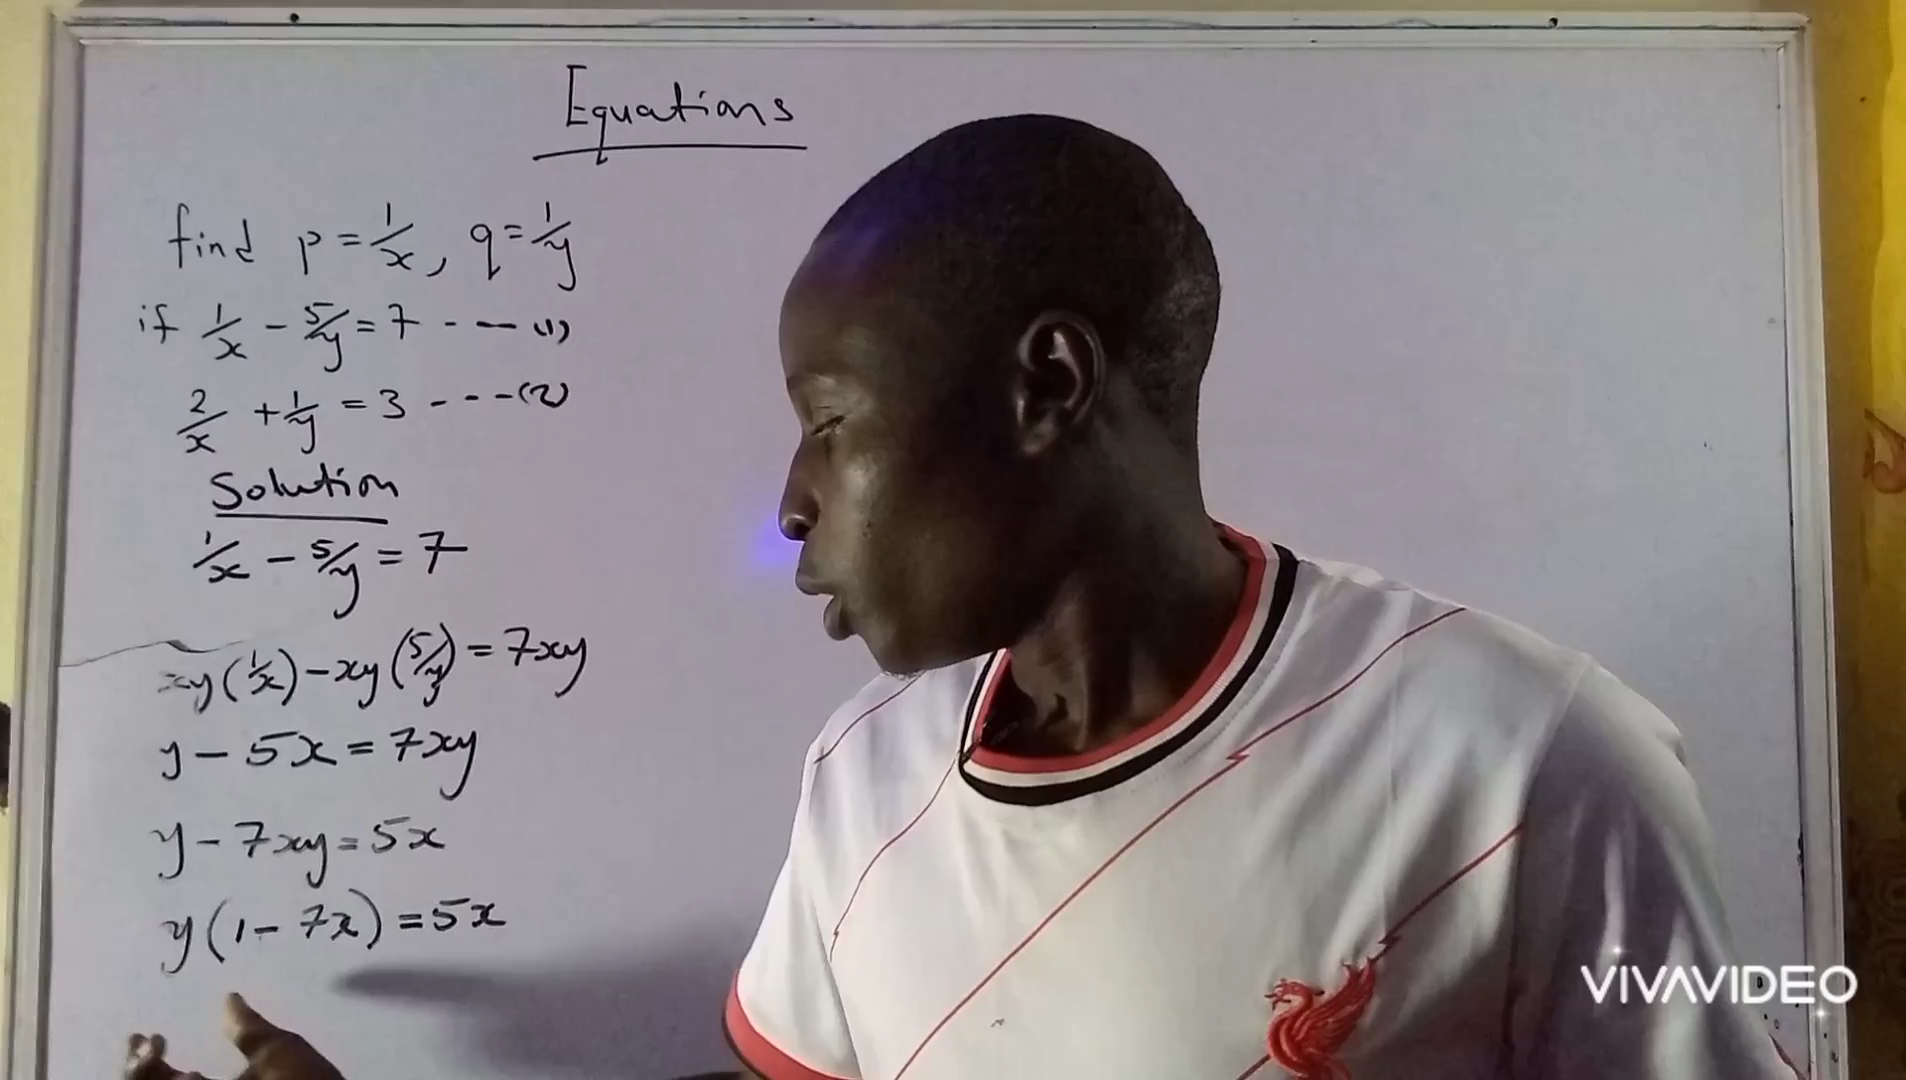 Equations
find p = 1/x, q = 1/y
if 1/x - 5/y = 7 - - - (1)
2/x + 1/y = 3 - - - (2)
Solution
1/x - 5/y = 7
xy(1/x) - xy(5/y) = 7xy
y - 5x = 7xy
y - 7xy = 5x
y(1 - 7x) = 5x
VIVAVIDEO